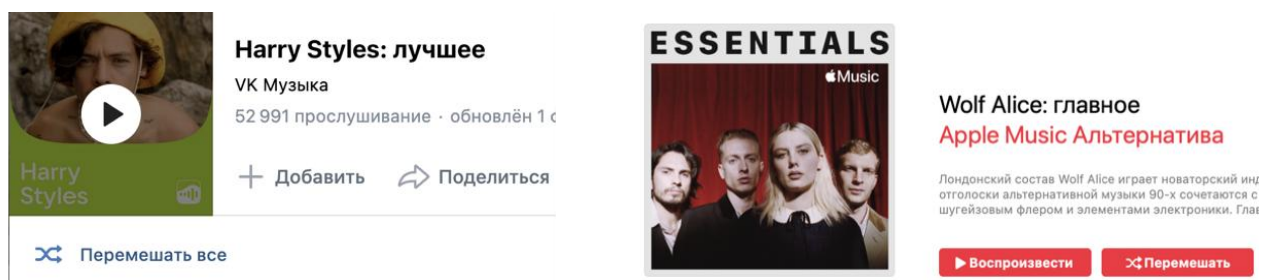 Harry Styles: лучшее
VK Музыка
52 991 прослушивание · обновлён 1
Harry
Styles
Добавить
Поделиться
Перемешать все
ESSENTIALS
Music
Wolf Alice: главное
Apple Music Альтернатива
Лондонский состав Wolf Alice играет новаторский
отголоски альтернативной музыки 90-х сочетаются с
шугейзовым флером и элементами электроники.
Воспроизвести
Перемешать